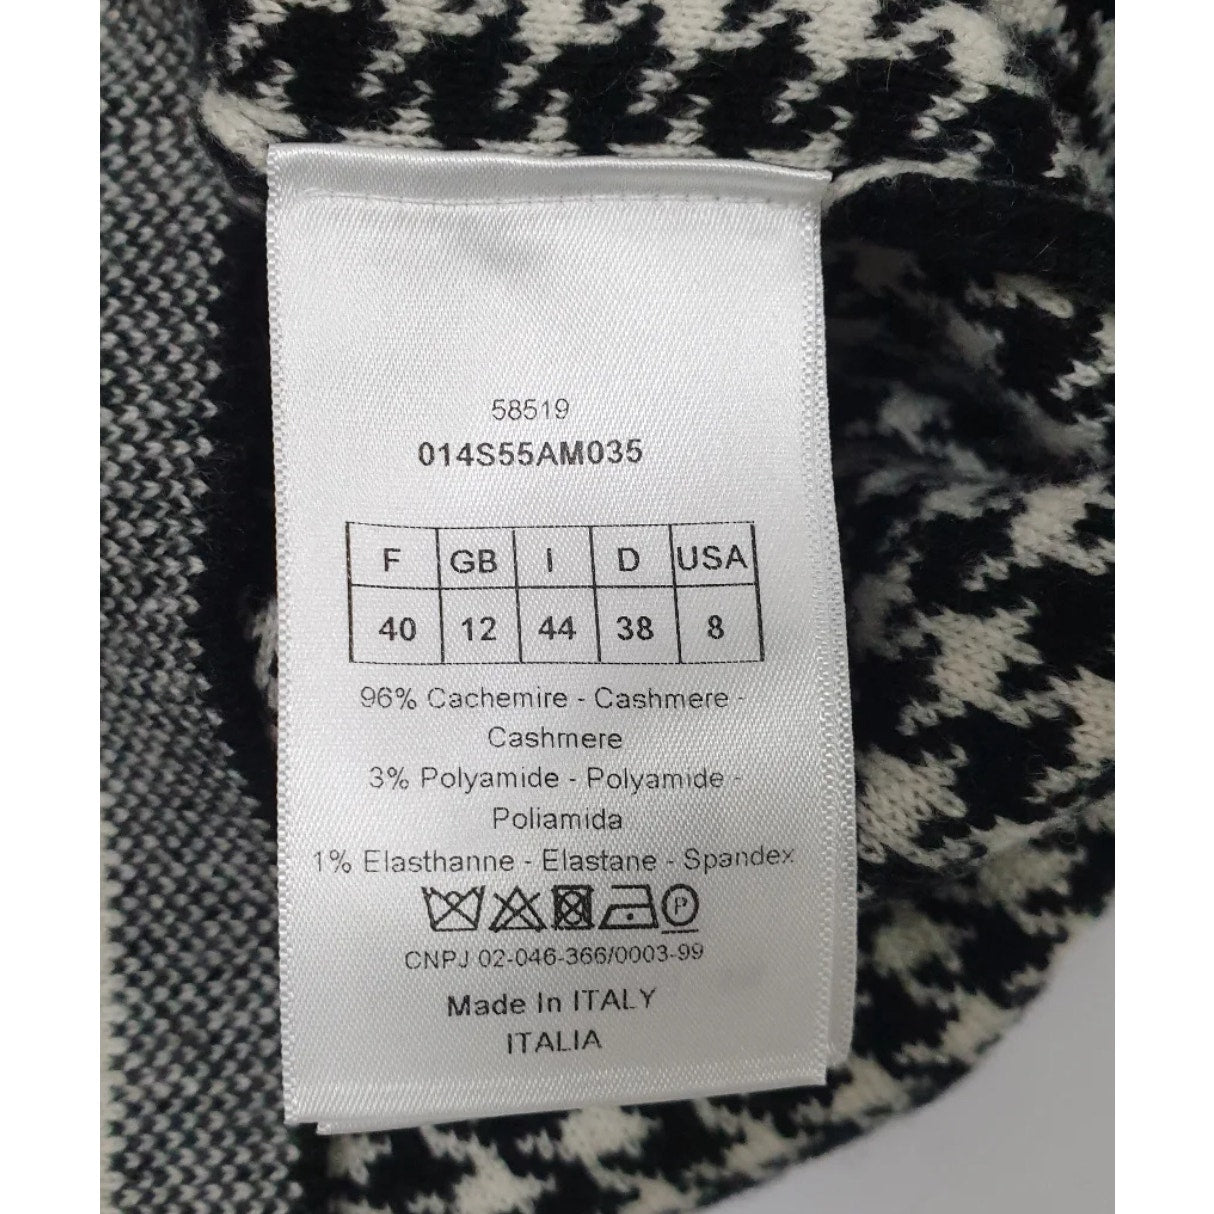 58519
014S55AM035
F GB I D USA
40 12 44 38 8
96% Cachemire - Cashmere -
Cashmere
3% Polyamide - Polyamide -
Poliamida
1% Elasthanne - Elastane - Spandex
P
CNPJ 02-046-366/0003-99
Made In ITALY
ITALIA